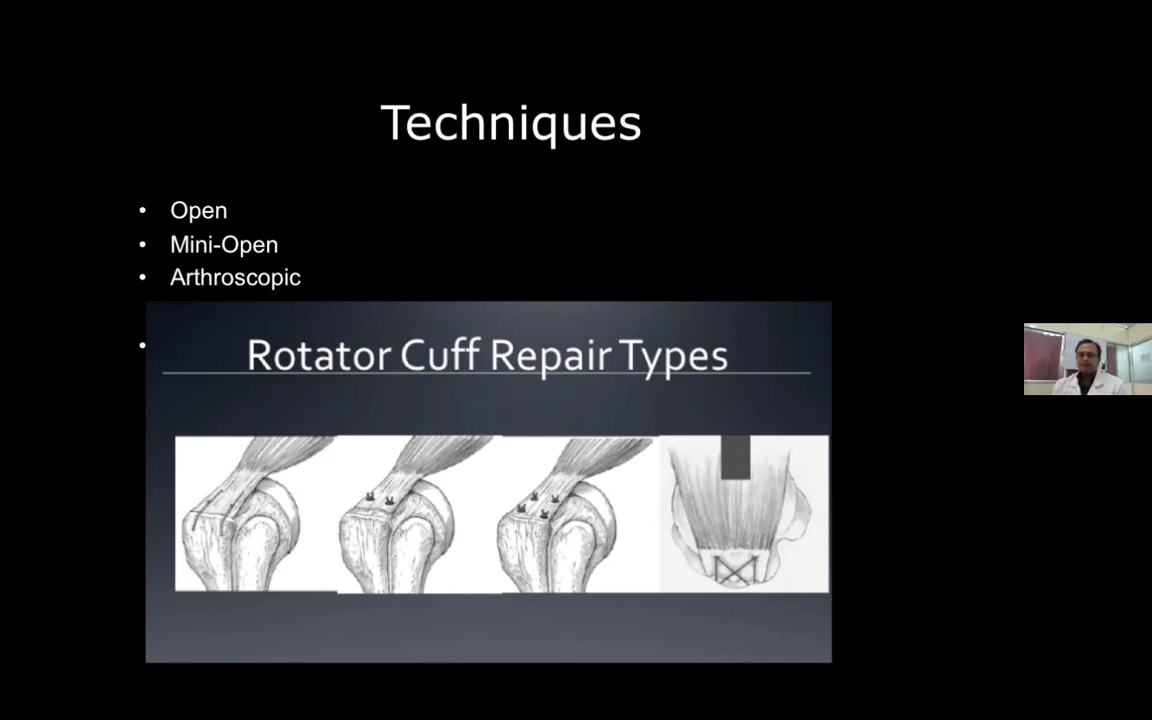 Techniques
• Open
• Mini-Open
• Arthroscopic
•
Rotator Cuff Repair Types